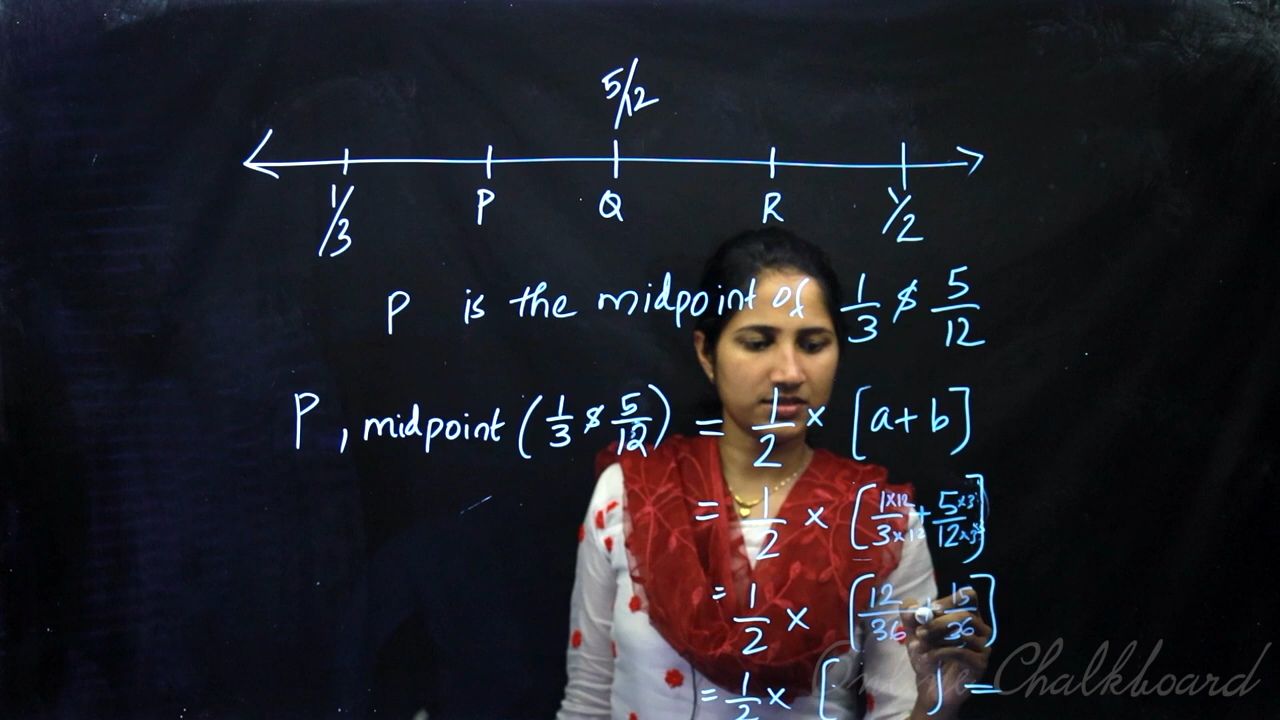 5/12
1/3 P Q R 1/2
P is the midpoint of 1/3 & 5/12
P, midpoint (1/3 & 5/12) = 1/2 × [a+b]
= 1/2 × [1×12/3×12 + 5×3/12×3]
= 1/2 × [12/36 + 15/36]
= 1/2 × [ ] =
Online Chalkboard